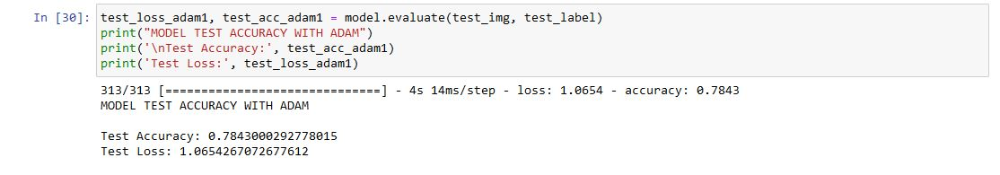 In [30]: test_loss_adam1, test_acc_adam1 = model.evaluate(test_img, test_label)
print("MODEL TEST ACCURACY WITH ADAM")
print('\nTest Accuracy:', test_acc_adam1)
print('Test Loss:', test_loss_adam1)
313/313 [==============================] - 4s 14ms/step - loss: 1.0654 - accuracy: 0.7843
MODEL TEST ACCURACY WITH ADAM
Test Accuracy: 0.7843000292778015
Test Loss: 1.0654267072677612